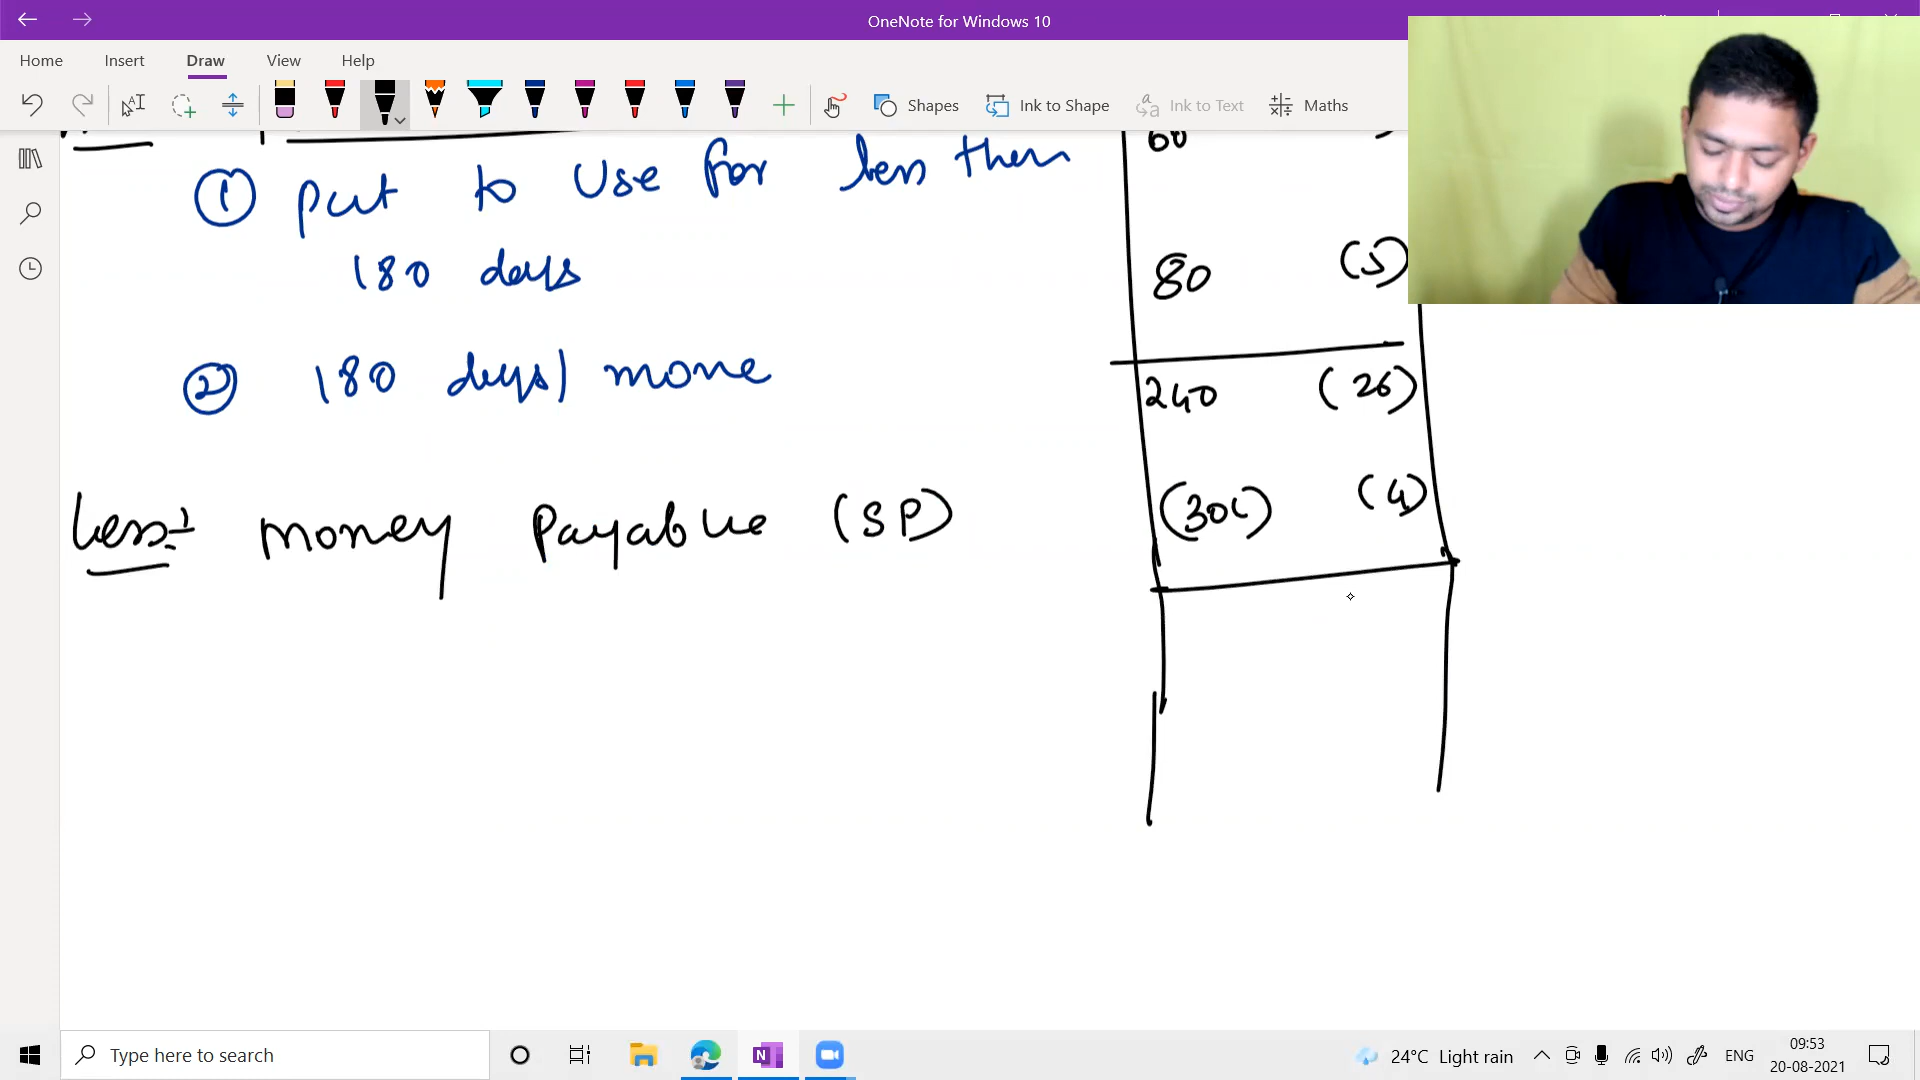 OneNote for Windows 10
Home Insert Draw View Help
Shapes Ink to Shape Ink to Text Maths
60
① put to use for less then
180 days
80 (5)
② 180 days/ more
240 (26)
Less:- money payable (SP)
(300) (4)
Type here to search
24°C Light rain ENG 09:53
20-08-2021